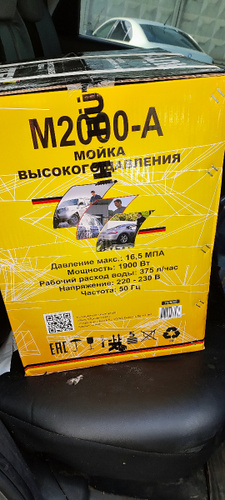 М2000-А
МОЙКА
ВЫСОКОГО ДАВЛЕНИЯ
Давление макс.: 16,5 МПА
Мощность: 1900 Вт
Рабочий расход воды: 375 л/час
Напряжение: 220 - 230 В
Частота: 50 Гц
EAC